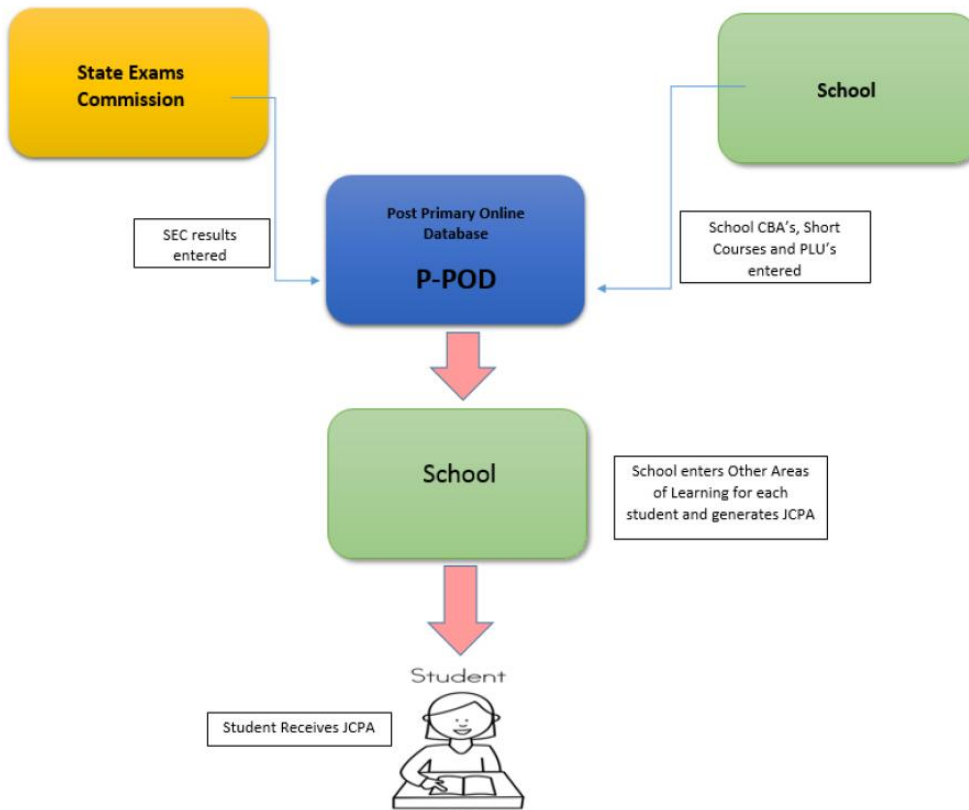 State Exams
Commission
School
SEC results
entered
Post Primary Online
Database
P-POD
School CBA's, Short
Courses and PLU's
entered
School
School enters Other Areas
of Learning for each
student and generates JCPA
Student
Student Receives JCPA